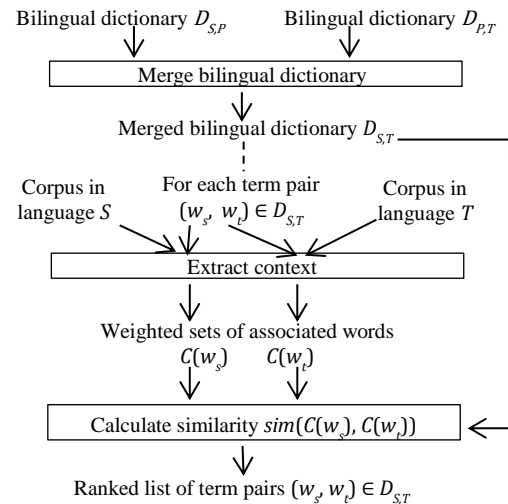 Bilingual dictionary D_{S,P} Bilingual dictionary D_{P,T}
Merge bilingual dictionary
Merged bilingual dictionary D_{S,T}
Corpus in
language S
For each term pair
(w_s, w_t) ∈ D_{S,T}
Corpus in
language T
Extract context
Weighted sets of associated words
C(w_s) C(w_t)
Calculate similarity sim(C(w_s), C(w_t))
Ranked list of term pairs (w_s, w_t) ∈ D_{S,T}